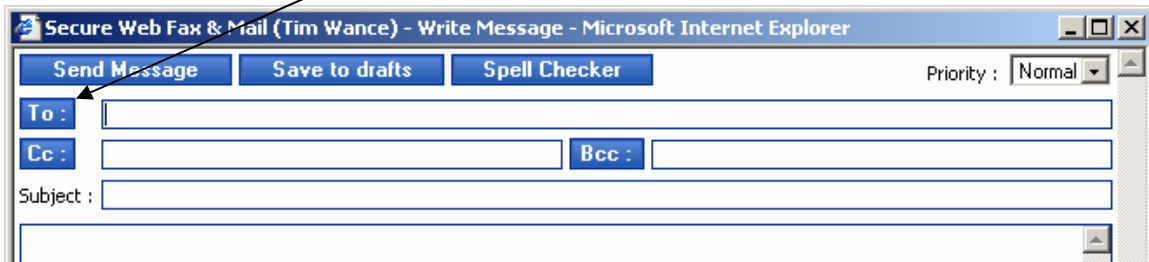 Secure Web Fax & Mail (Tim Wance) - Write Message - Microsoft Internet Explorer
Send Message Save to drafts Spell Checker Priority : Normal
To :
Cc : Bcc :
Subject :